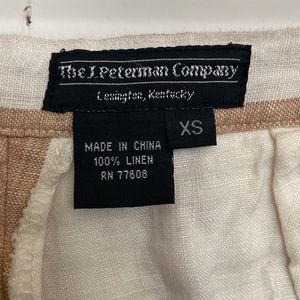 The J. Peterman Company
Lexington, Kentucky
XS
MADE IN CHINA
100% LINEN
RN 77608